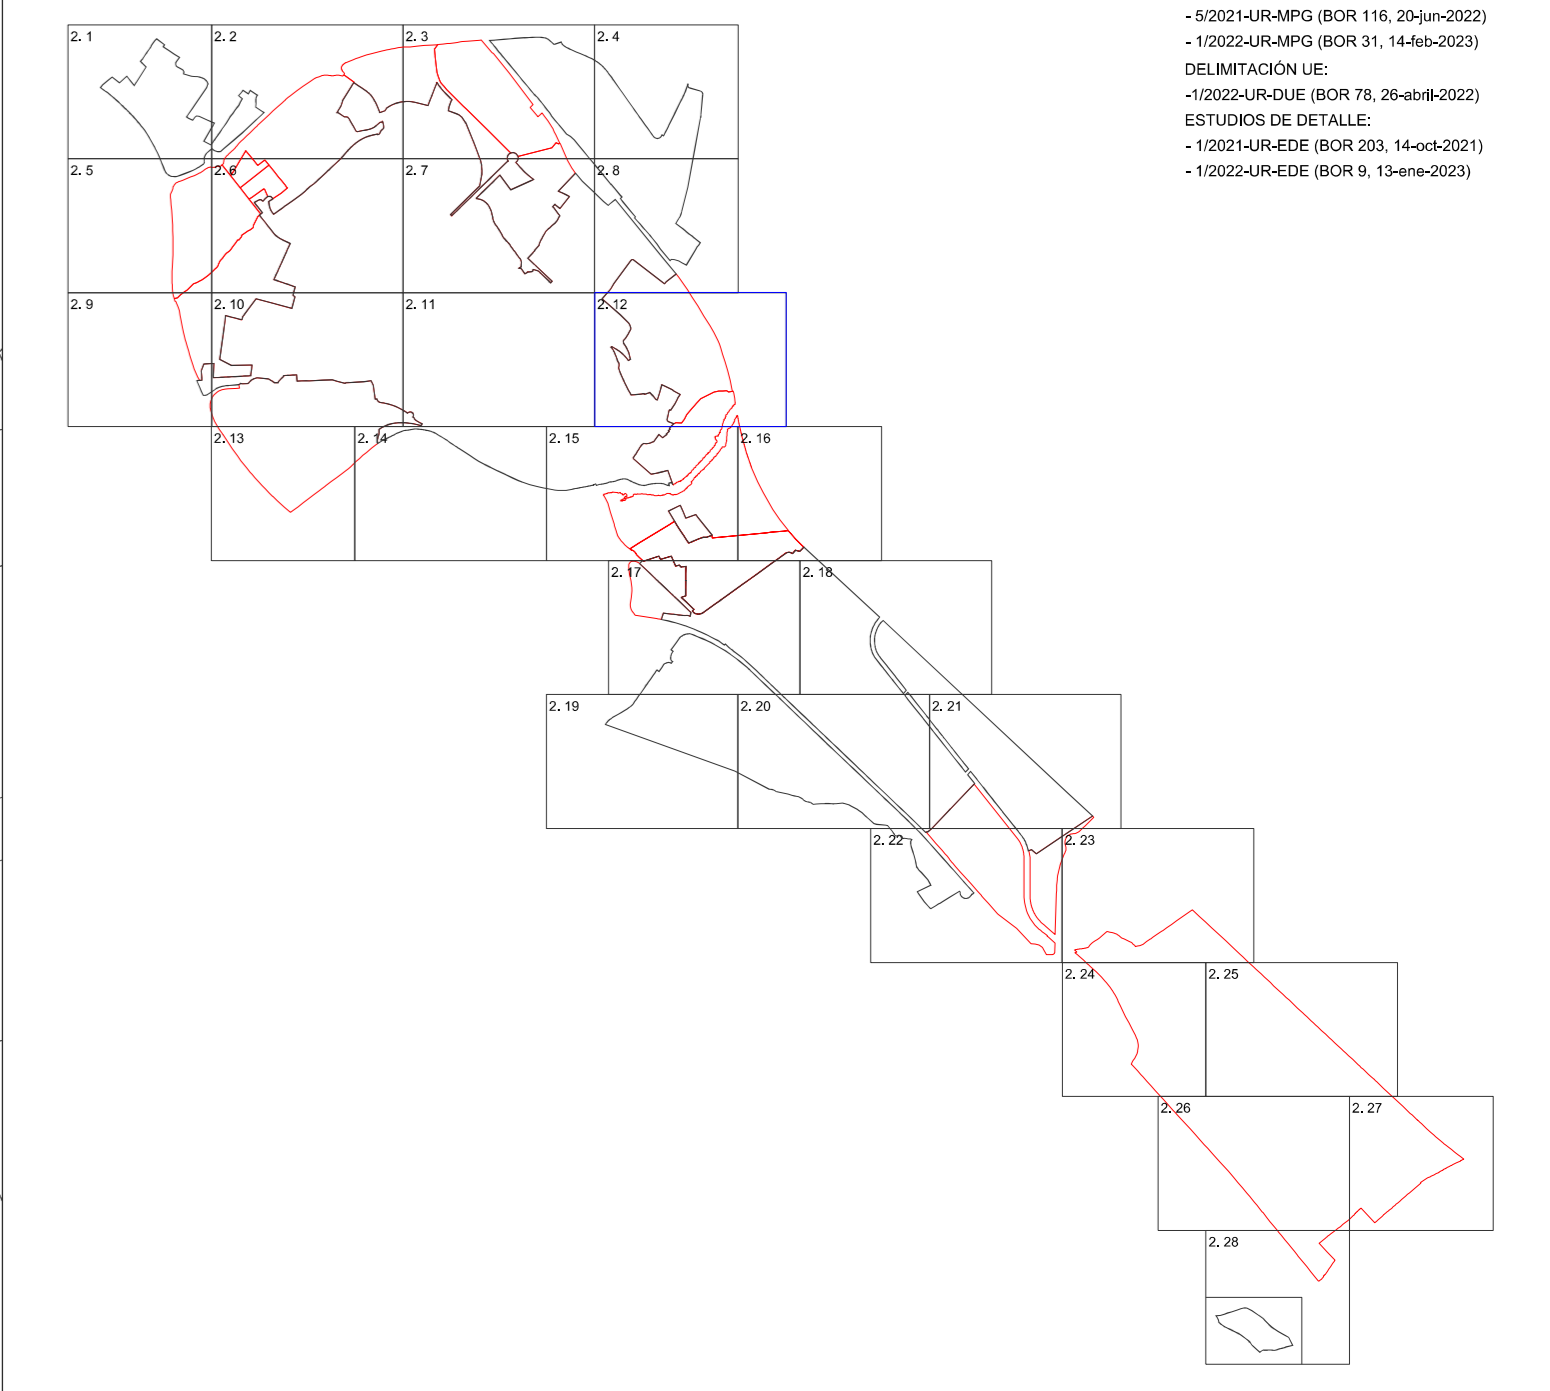 - 5/2021-UR-MPG (BOR 116, 20-jun-2022)
- 1/2022-UR-MPG (BOR 31, 14-feb-2023)
DELIMITACIÓN UE:
-1/2022-UR-DUE (BOR 78, 26-abril-2022)
ESTUDIOS DE DETALLE:
- 1/2021-UR-EDE (BOR 203, 14-oct-2021)
- 1/2022-UR-EDE (BOR 9, 13-ene-2023)
2. 1 2. 2 2. 3 2. 4
2. 5 2. 6 2. 7 2. 8
2. 9 2. 10 2. 11 2. 12
2. 13 2. 14 2. 15 2. 16
2. 17 2. 18
2. 19 2. 20 2. 21
2. 22 2. 23
2. 24 2. 25
2. 26 2. 27
2. 28